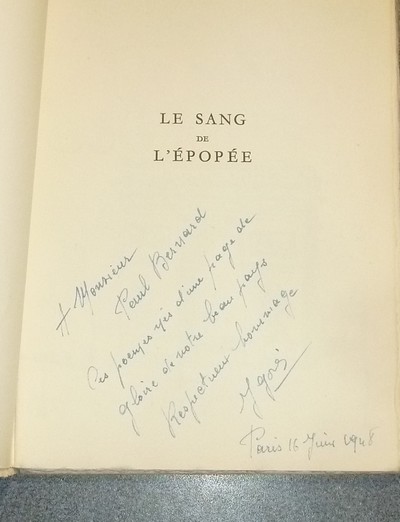 LE SANG
DE
L'ÉPOPÉE
A Monsieur
Paul Bernard
Ces poèmes nés d'une page de
gloire de notre beau pays
Respectueux hommage
Paris 16 Juin 1948